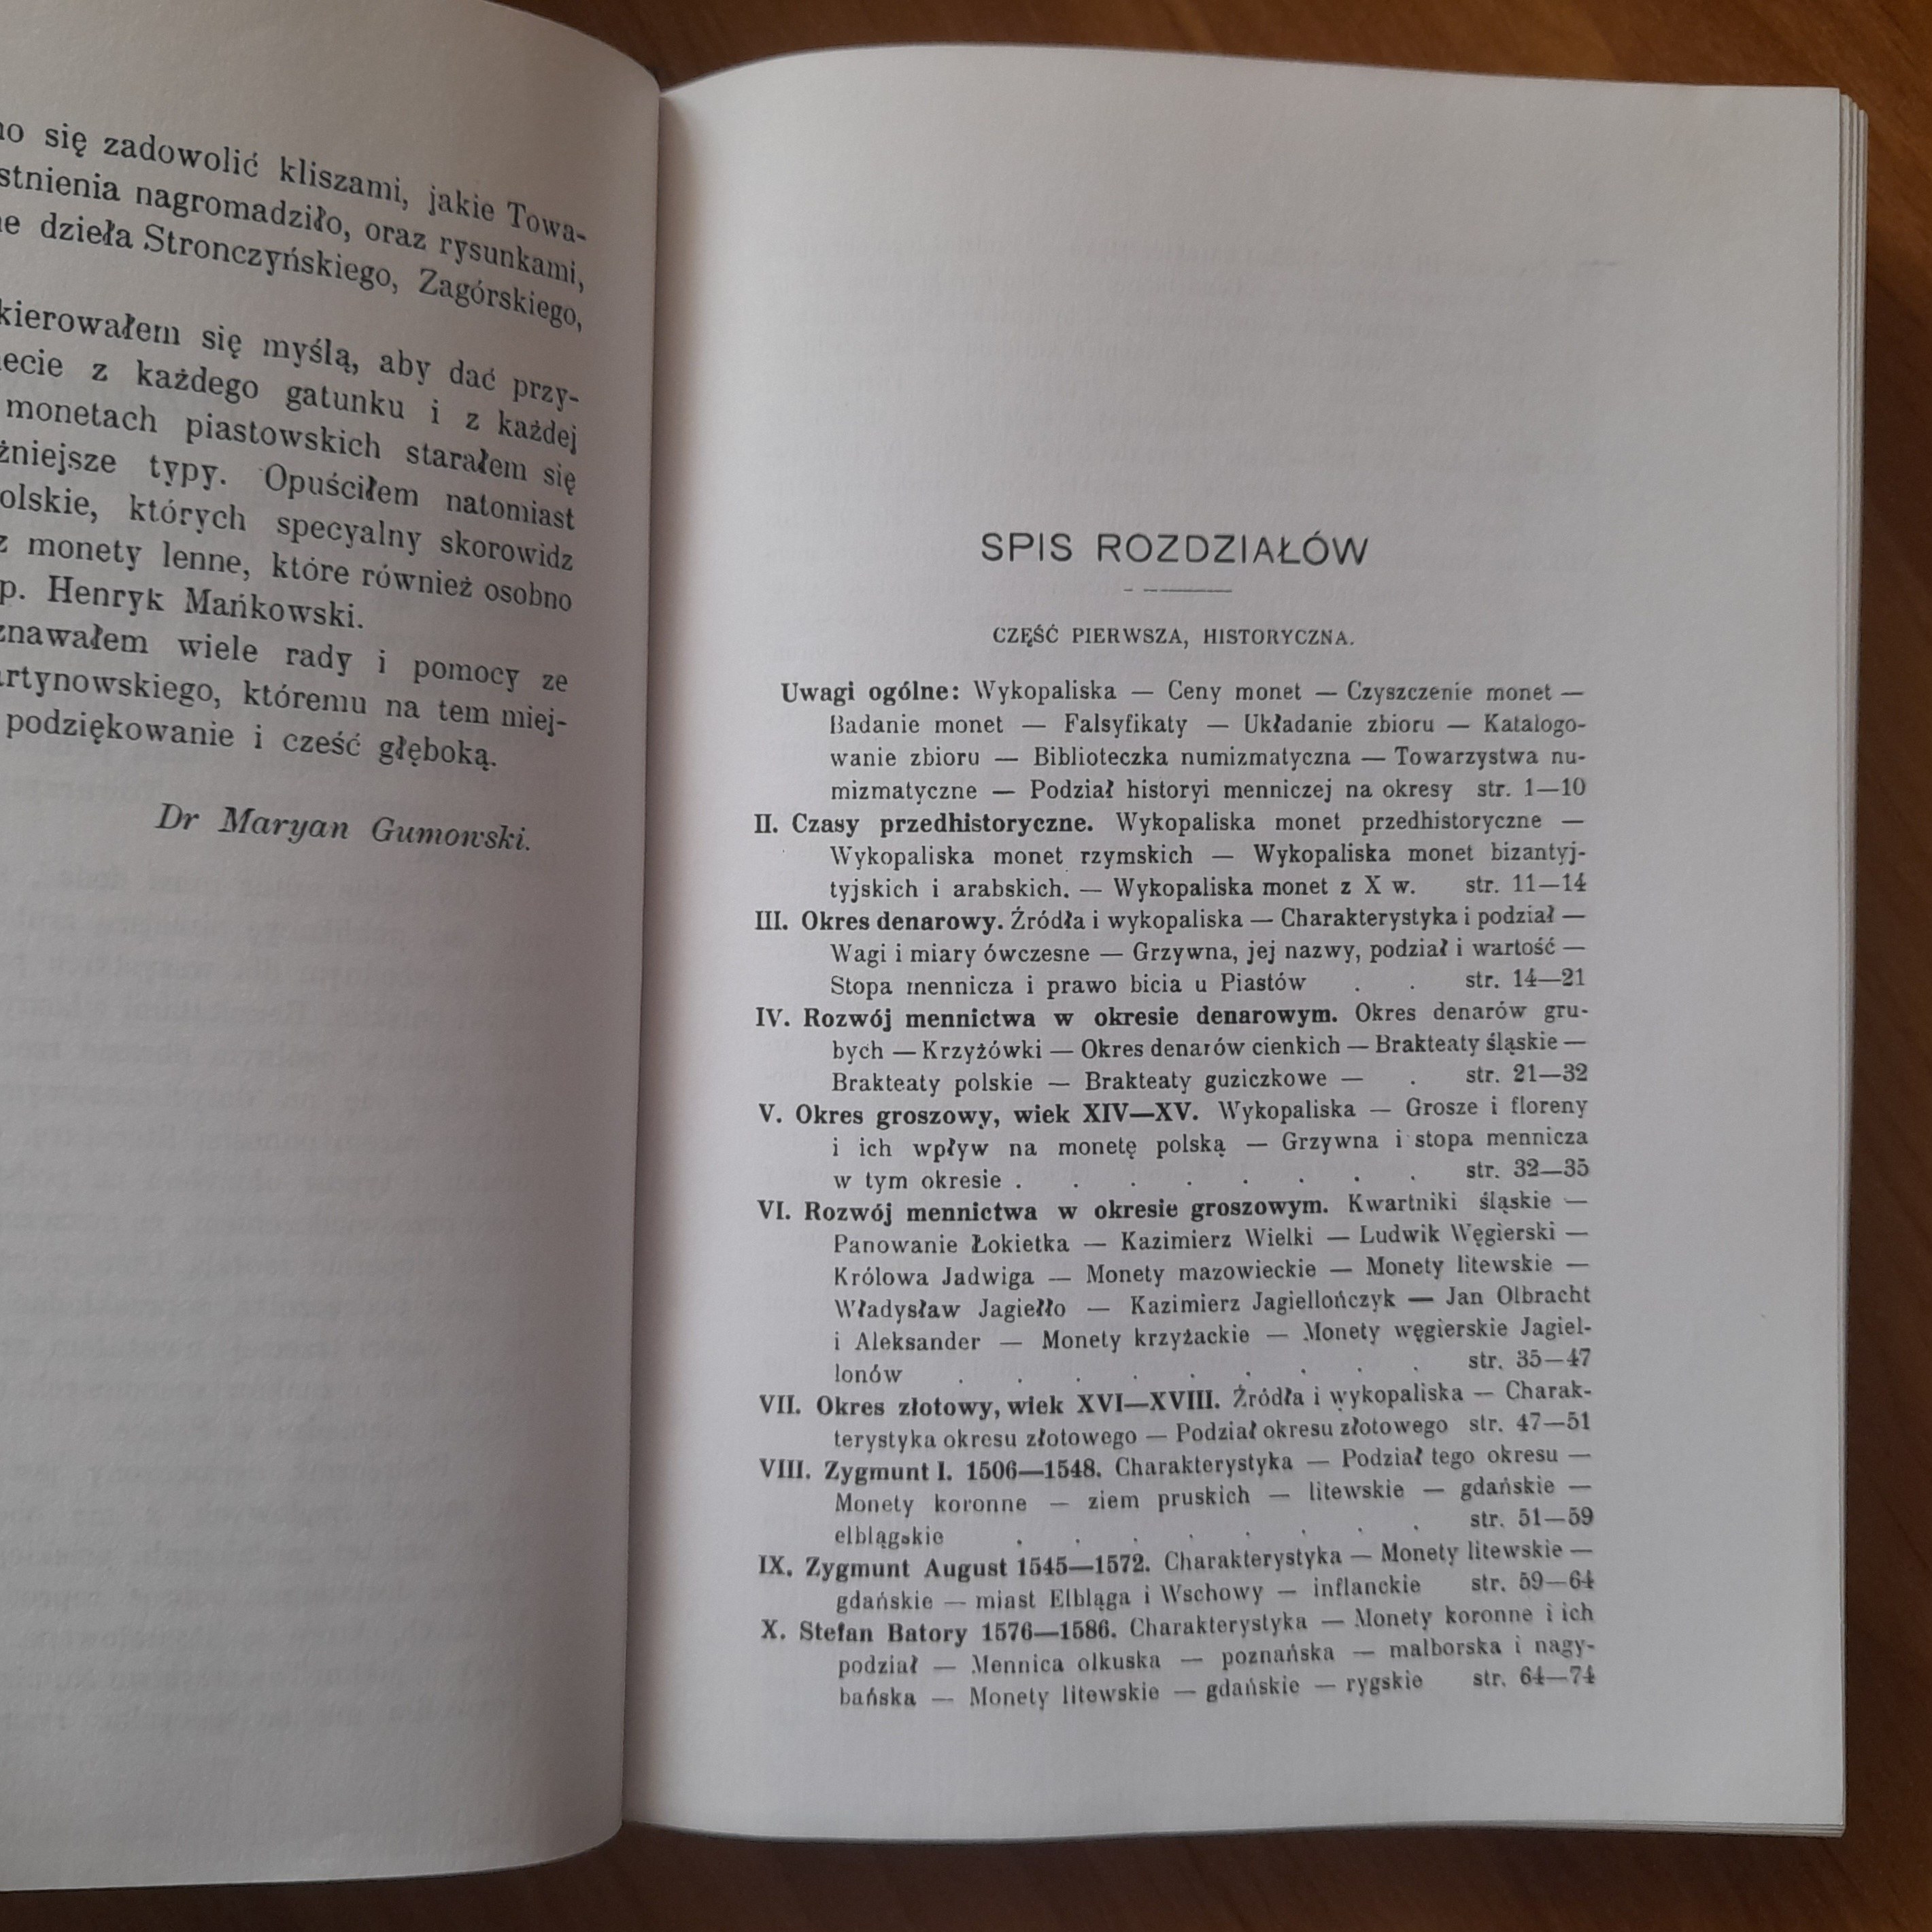 się zadowolić kliszami, jakie Towa-
nagromadziło, oraz rysunkami,
dzieła Stronczyńskiego, Zagórskiego,
kierowałem się myślą, aby dać przy-
z każdego gatunku i z każdej
monetach piastowskich starałem się
typy. Opuściłem natomiast
których specyalny skorowidz
monety lenne, które również osobno
p. Henryk Mańkowski.
wiele rady i pomocy ze
któremu na tem miej-
podziękowanie i cześć głęboką.
Dr Maryan Gumowski.
SPIS ROZDZIAŁÓW
CZĘŚĆ PIERWSZA, HISTORYCZNA.
Uwagi ogólne: Wykopaliska — Ceny monet — Czyszczenie monet —
Badanie monet — Falsyfikaty — Układanie zbioru — Katalogo-
wanie zbioru — Biblioteczka numizmatyczna — Towarzystwa nu-
mizmatyczne — Podział historyi menniczej na okresy str. 1—10
II. Czasy przedhistoryczne. Wykopaliska monet przedhistoryczne —
Wykopaliska monet rzymskich — Wykopaliska monet bizantyj-
tyjskich i arabskich. — Wykopaliska monet z X w. str. 11—14
III. Okres denarowy. Źródła i wykopaliska — Charakterystyka i podział —
Wagi i miary ówczesne — Grzywna, jej nazwy, podział i wartość —
Stopa mennicza i prawo bicia u Piastów . . str. 14—21
IV. Rozwój mennictwa w okresie denarowym. Okres denarów gru-
bych — Krzyżówki — Okres denarów cienkich — Brakteaty śląskie —
Brakteaty polskie — Brakteaty guziczkowe — . str. 21—32
V. Okres groszowy, wiek XIV—XV. Wykopaliska — Grosze i floreny
i ich wpływ na monetę polską — Grzywna i stopa mennicza
w tym okresie . . . . . . . . str. 32—35
VI. Rozwój mennictwa w okresie groszowym. Kwartniki śląskie —
Panowanie Łokietka — Kazimierz Wielki — Ludwik Węgierski —
Królowa Jadwiga — Monety mazowieckie — Monety litewskie —
Władysław Jagiełło — Kazimierz Jagiellończyk — Jan Olbracht
i Aleksander — Monety krzyżackie — Monety węgierskie Jagiel-
lonów . . . . . . . . . str. 35—47
VII. Okres złotowy, wiek XVI—XVIII. Źródła i wykopaliska — Charak-
terystyka okresu złotowego — Podział okresu złotowego str. 47—51
VIII. Zygmunt I. 1506—1548. Charakterystyka — Podział tego okresu —
Monety koronne — ziem pruskich — litewskie — gdańskie —
elbląskie . . . . . . . . str. 51—59
IX. Zygmunt August 1545—1572. Charakterystyka — Monety litewskie —
gdańskie — miast Elbląga i Wschowy — inflanckie str. 59—64
X. Stefan Batory 1576—1586. Charakterystyka — Monety koronne i ich
podział — Mennica olkuska — poznańska — malborska i nagy-
bańska — Monety litewskie — gdańskie — rygskie str. 64—74